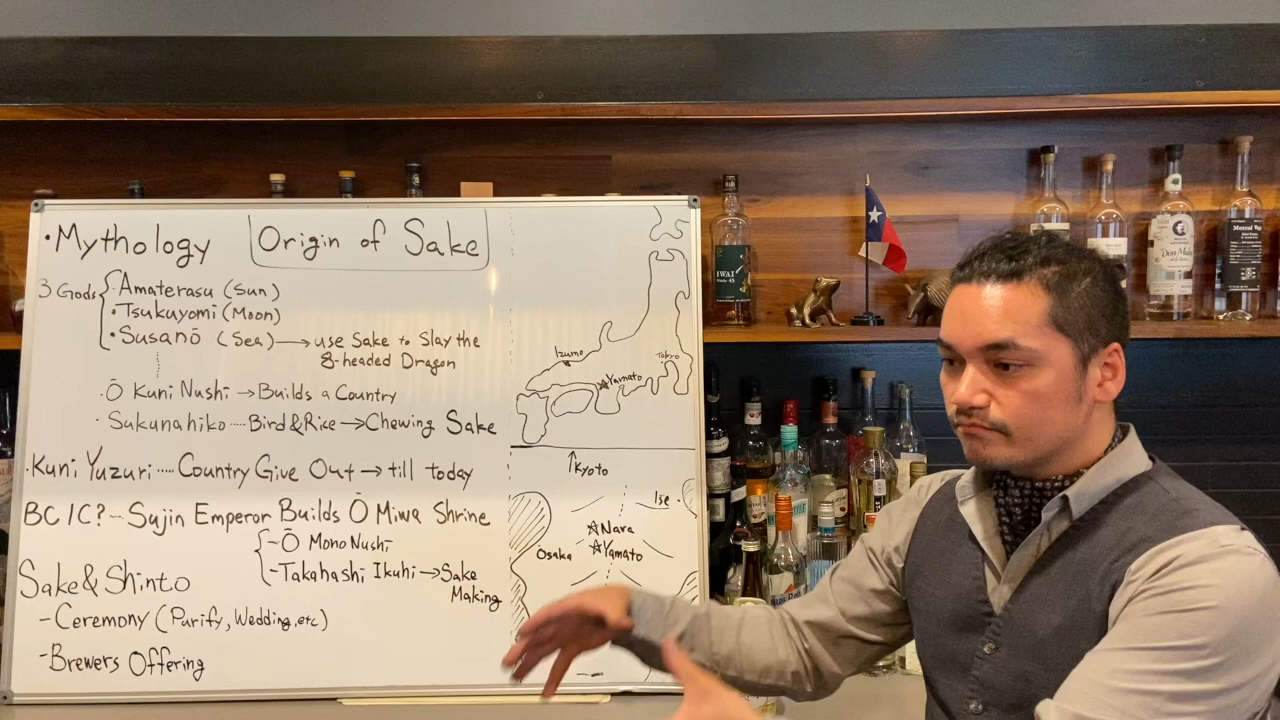 ·Mythology
Origin of Sake
3 Gods
·Amaterasu (Sun)
·Tsukuyomi (Moon)
·Susanō (Sea) → use Sake to Slay the
8-headed Dragon
·Ō Kuni Nushi → Builds a Country
·Sukunahiko ···· Bird & Rice → Chewing Sake
·Kuni Yuzuri ····· Country Give Out → till today
BC1C? -- Sujin Emperor Builds Ō Miwa Shrine
-Ō Mono Nushi
-Takahashi Ikuhi → Sake
Making
Sake & Shinto
-Ceremony (Purify, Wedding, etc)
-Brewers Offering
Izumo
Tokyo
Yamato
↑Kyoto
Ise
Nara
Osaka
Yamato
IWAI
Mezcal